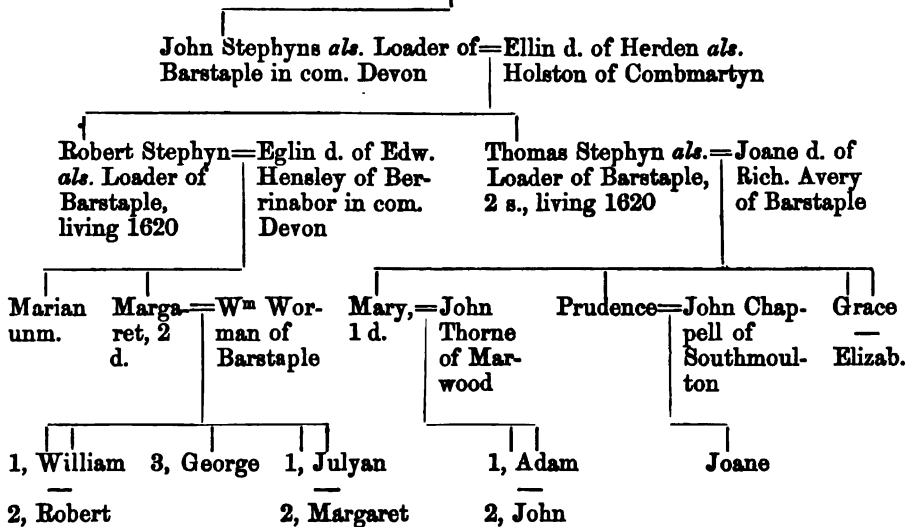 John Stephyns als. Loader of=Ellin d. of Herden als.
Barstaple in com. Devon Holston of Combmartyn
Robert Stephyn=Eglin d. of Edw.
als. Loader of Hensley of Ber-
Barstaple, rinabor in com.
living 1620 Devon
Thomas Stephyn als.=Joane d. of
Loader of Barstaple, Rich. Avery
2 s., living 1620 of Barstaple
Marian
unm.
Marga-=Wm Wor-
ret, 2 man of
d. Barstaple
Mary,=John
1 d. Thorne
of Mar-
wood
Prudence=John Chap-
pell of
Southmoul-
ton
Grace
—
Elizab.
1, William 3, George 1, Julyan
— —
2, Robert 2, Margaret
1, Adam
—
2, John
Joane